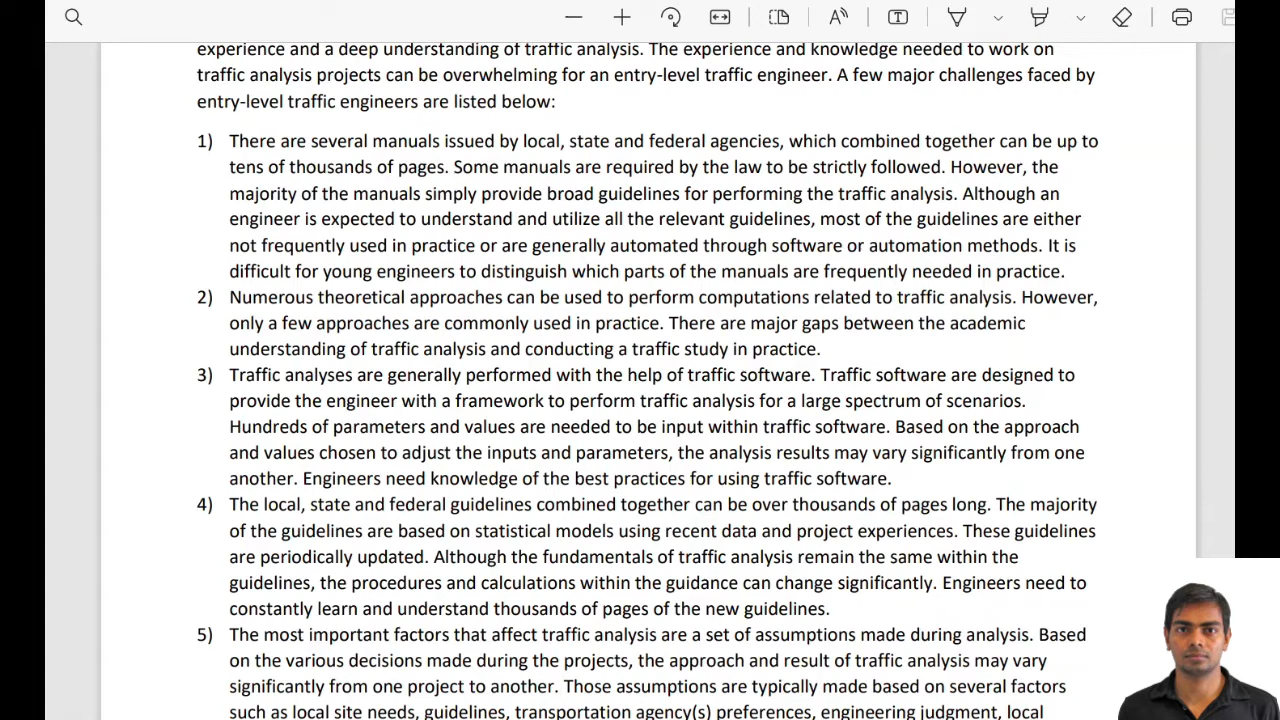 experience and a deep understanding of traffic analysis. The experience and knowledge needed to work on
traffic analysis projects can be overwhelming for an entry-level traffic engineer. A few major challenges faced by
entry-level traffic engineers are listed below:
1) There are several manuals issued by local, state and federal agencies, which combined together can be up to
tens of thousands of pages. Some manuals are required by the law to be strictly followed. However, the
majority of the manuals simply provide broad guidelines for performing the traffic analysis. Although an
engineer is expected to understand and utilize all the relevant guidelines, most of the guidelines are either
not frequently used in practice or are generally automated through software or automation methods. It is
difficult for young engineers to distinguish which parts of the manuals are frequently needed in practice.
2) Numerous theoretical approaches can be used to perform computations related to traffic analysis. However,
only a few approaches are commonly used in practice. There are major gaps between the academic
understanding of traffic analysis and conducting a traffic study in practice.
3) Traffic analyses are generally performed with the help of traffic software. Traffic software are designed to
provide the engineer with a framework to perform traffic analysis for a large spectrum of scenarios.
Hundreds of parameters and values are needed to be input within traffic software. Based on the approach
and values chosen to adjust the inputs and parameters, the analysis results may vary significantly from one
another. Engineers need knowledge of the best practices for using traffic software.
4) The local, state and federal guidelines combined together can be over thousands of pages long. The majority
of the guidelines are based on statistical models using recent data and project experiences. These guidelines
are periodically updated. Although the fundamentals of traffic analysis remain the same within the
guidelines, the procedures and calculations within the guidance can change significantly. Engineers need to
constantly learn and understand thousands of pages of the new guidelines.
5) The most important factors that affect traffic analysis are a set of assumptions made during analysis. Based
on the various decisions made during the projects, the approach and result of traffic analysis may vary
significantly from one project to another. Those assumptions are typically made based on several factors
such as local site needs, guidelines, transportation agency(s) preferences, engineering judgment, local